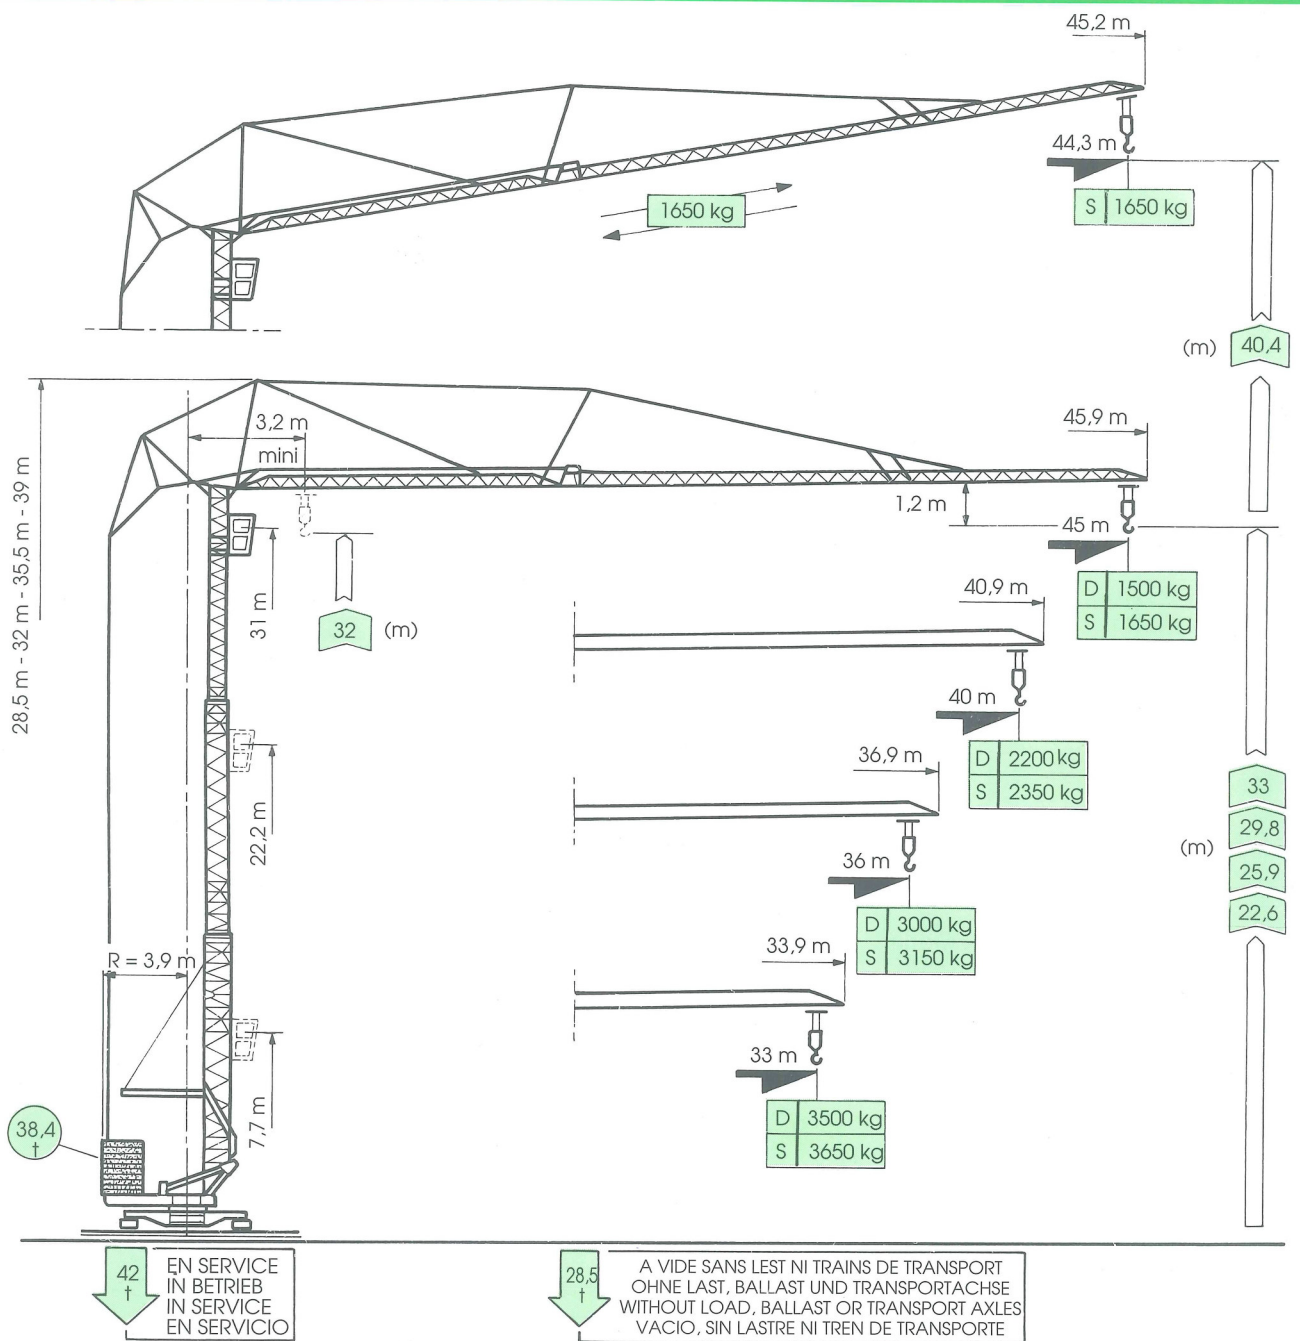 45,2 m
44,3 m
1650 kg
S 1650 kg
(m) 40,4
28,5 m - 32 m - 35,5 m - 39 m
3,2 m
mini
45,9 m
1,2 m
45 m
D 1500 kg
S 1650 kg
31 m
32 (m)
40,9 m
40 m
D 2200 kg
S 2350 kg
22,2 m
36,9 m
36 m
D 3000 kg
S 3150 kg
(m)
33
29,8
25,9
22,6
R = 3,9 m
33,9 m
33 m
D 3500 kg
S 3650 kg
7,7 m
38,4
t
42
t
EN SERVICE
IN BETRIEB
IN SERVICE
EN SERVICIO
28,5
t
A VIDE SANS LEST NI TRAINS DE TRANSPORT
OHNE LAST, BALLAST UND TRANSPORTACHSE
WITHOUT LOAD, BALLAST OR TRANSPORT AXLES
VACIO, SIN LASTRE NI TREN DE TRANSPORTE